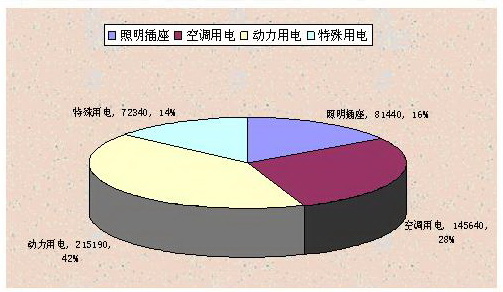 照明插座 空调用电 动力用电 特殊用电
特殊用电, 72340, 14%
照明插座, 81440, 16%
空调用电, 145640,
28%
动力用电, 215190,
42%